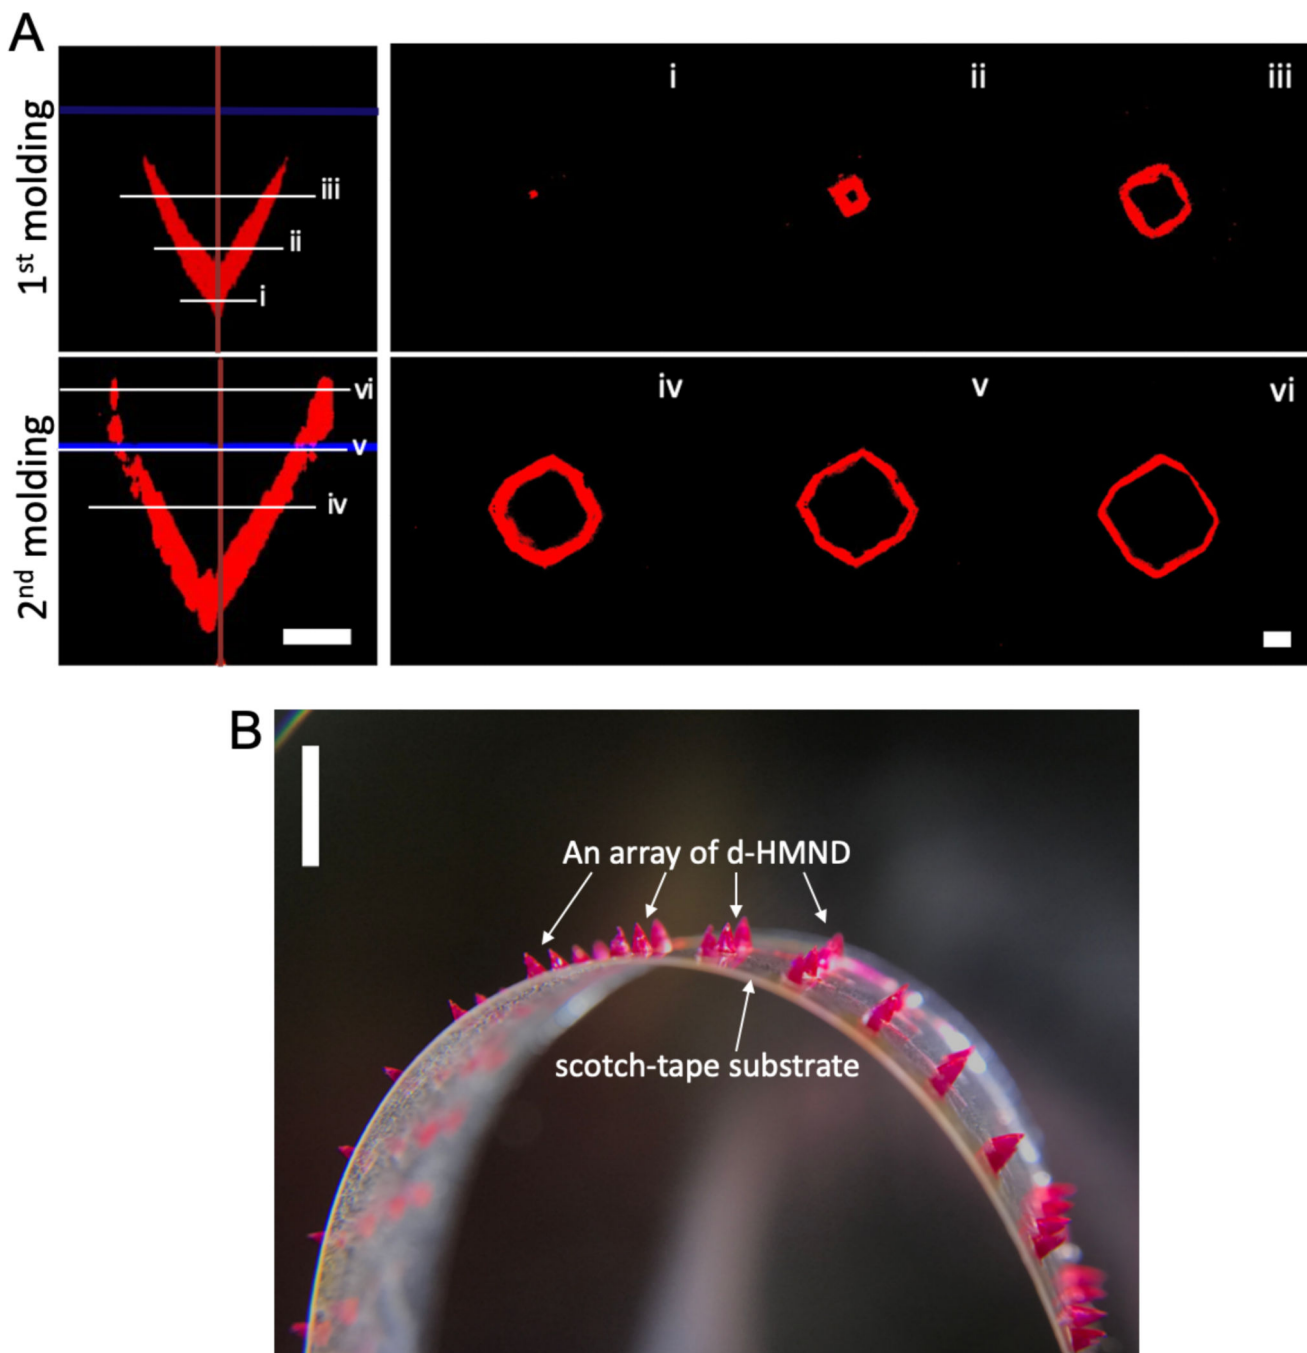 A
1st molding
iii
ii
i
i
ii
iii
2nd molding
vi
v
iv
iv
v
vi
B
An array of d-HMND
scotch-tape substrate